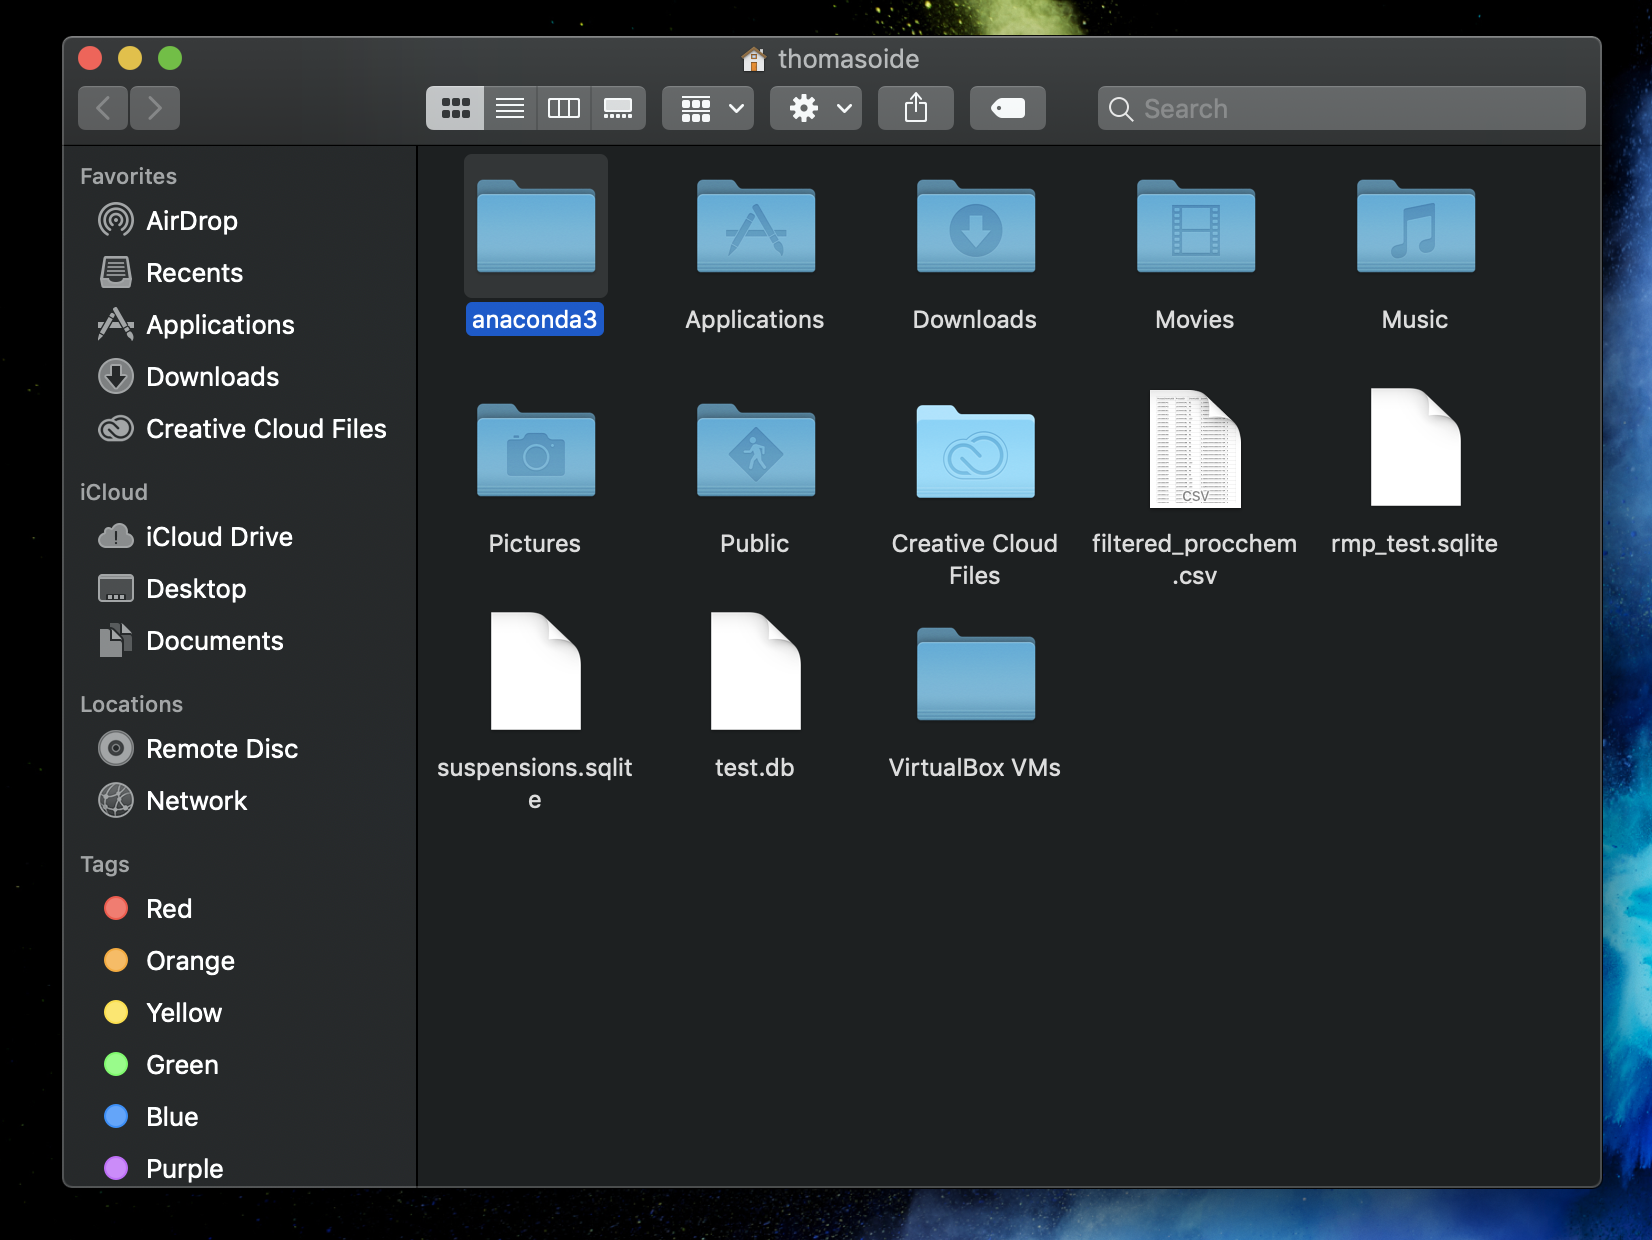 thomasoide
Search
Favorites
AirDrop
Recents
Applications
Downloads
Creative Cloud Files
iCloud
iCloud Drive
Desktop
Documents
Locations
Remote Disc
Network
Tags
Red
Orange
Yellow
Green
Blue
Purple
anaconda3
Applications
Downloads
Movies
Music
Pictures
Public
Creative Cloud
Files
CSV
filtered_procchem
.csv
rmp_test.sqlite
suspensions.sqlit
e
test.db
VirtualBox VMs